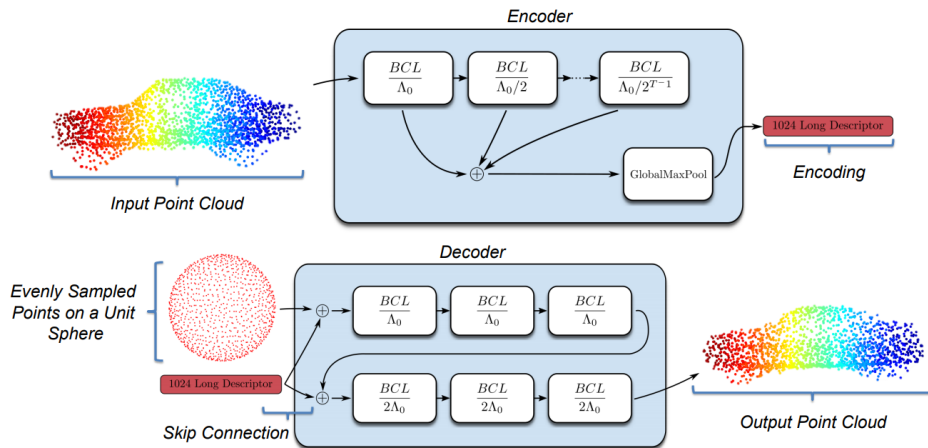 Encoder
BCL
Λ₀
BCL
Λ₀/2
BCL
Λ₀/2^{T−1}
⊕
GlobalMaxPool
1024 Long Descriptor
Encoding
Input Point Cloud
Decoder
Evenly Sampled
Points on a Unit
Sphere
⊕
BCL
Λ₀
BCL
Λ₀
BCL
Λ₀
1024 Long Descriptor
⊕
BCL
2Λ₀
BCL
2Λ₀
BCL
2Λ₀
Skip Connection
Output Point Cloud